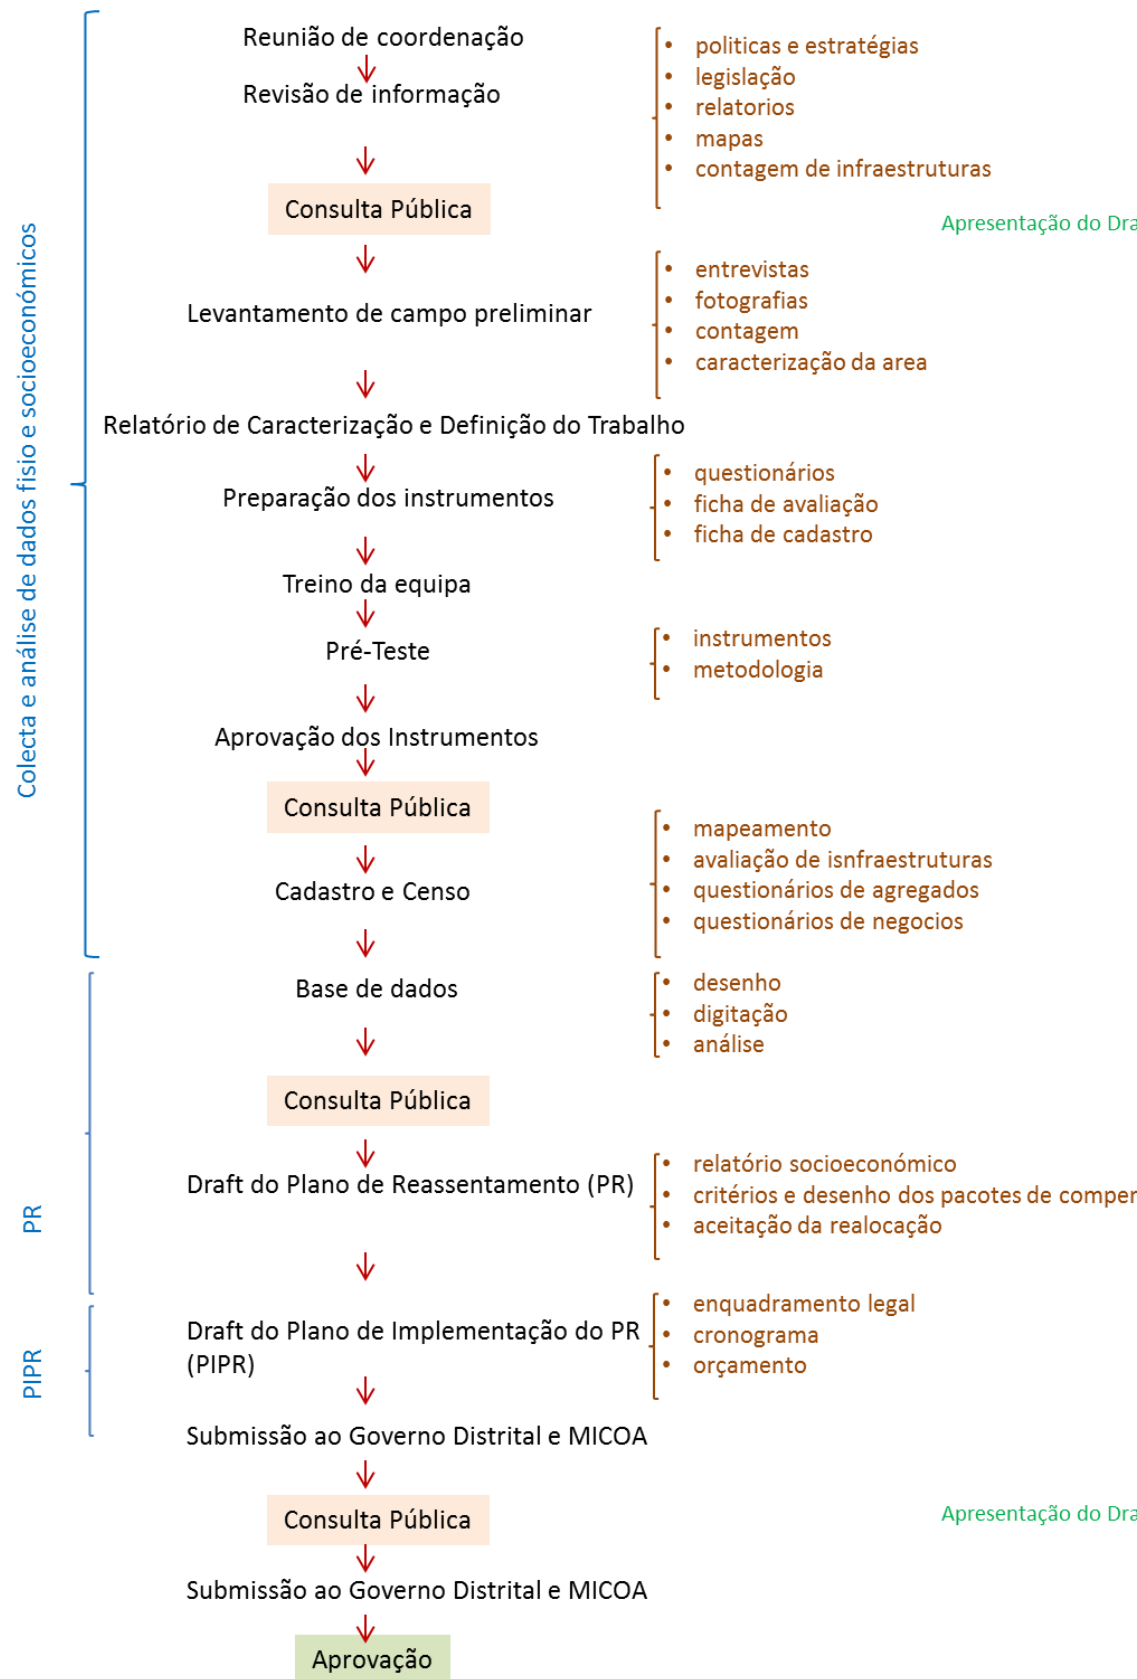 Colecta e análise de dados fisio e socioeconómicos
Reunião de coordenação
Revisão de informação
• politicas e estratégias
• legislação
• relatorios
• mapas
• contagem de infraestruturas
Consulta Pública
Apresentação do
Levantamento de campo preliminar
• entrevistas
• fotografias
• contagem
• caracterização da area
Relatório de Caracterização e Definição do Trabalho
Preparação dos instrumentos
• questionários
• ficha de avaliação
• ficha de cadastro
Treino da equipa
Pré-Teste
• instrumentos
• metodologia
Aprovação dos Instrumentos
Consulta Pública
Cadastro e Censo
• mapeamento
• avaliação de isnfraestruturas
• questionários de agregados
• questionários de negocios
PR
Base de dados
• desenho
• digitação
• análise
Consulta Pública
Draft do Plano de Reassentamento (PR)
• relatório socioeconómico
• critérios e desenho dos pacotes de
• aceitação da realocação
PIPR
Draft do Plano de Implementação do PR
(PIPR)
• enquadramento legal
• cronograma
• orçamento
Submissão ao Governo Distrital e MICOA
Consulta Pública
Apresentação do
Submissão ao Governo Distrital e MICOA
Aprovação